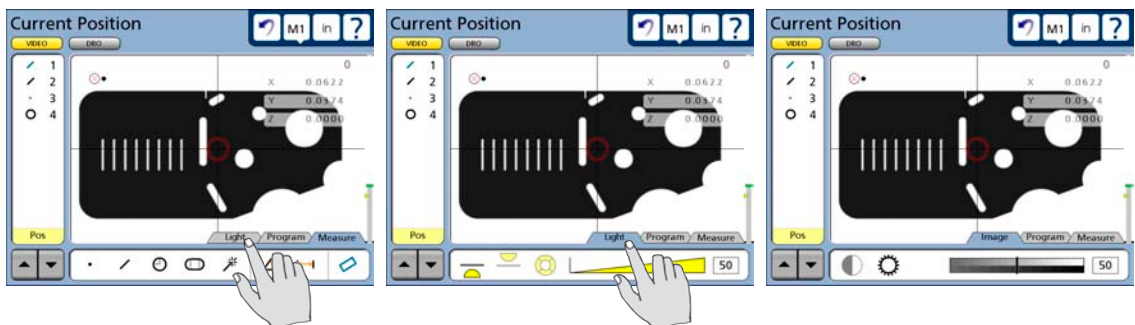 Current Position
M1 in ?
VIDEO DRO
1
2
3
4
0
X 0.0622
Y 0.0374
Z 0.0000
Pos
Light Program Measure
Current Position
M1 in ?
VIDEO DRO
1
2
3
4
0
X 0.0622
Y 0.0374
Z 0.0000
Pos
Light Program Measure
50
Current Position
M1 in ?
VIDEO DRO
1
2
3
4
0
X 0.0622
Y 0.0374
Z 0.0000
Pos
Image Program Measure
50